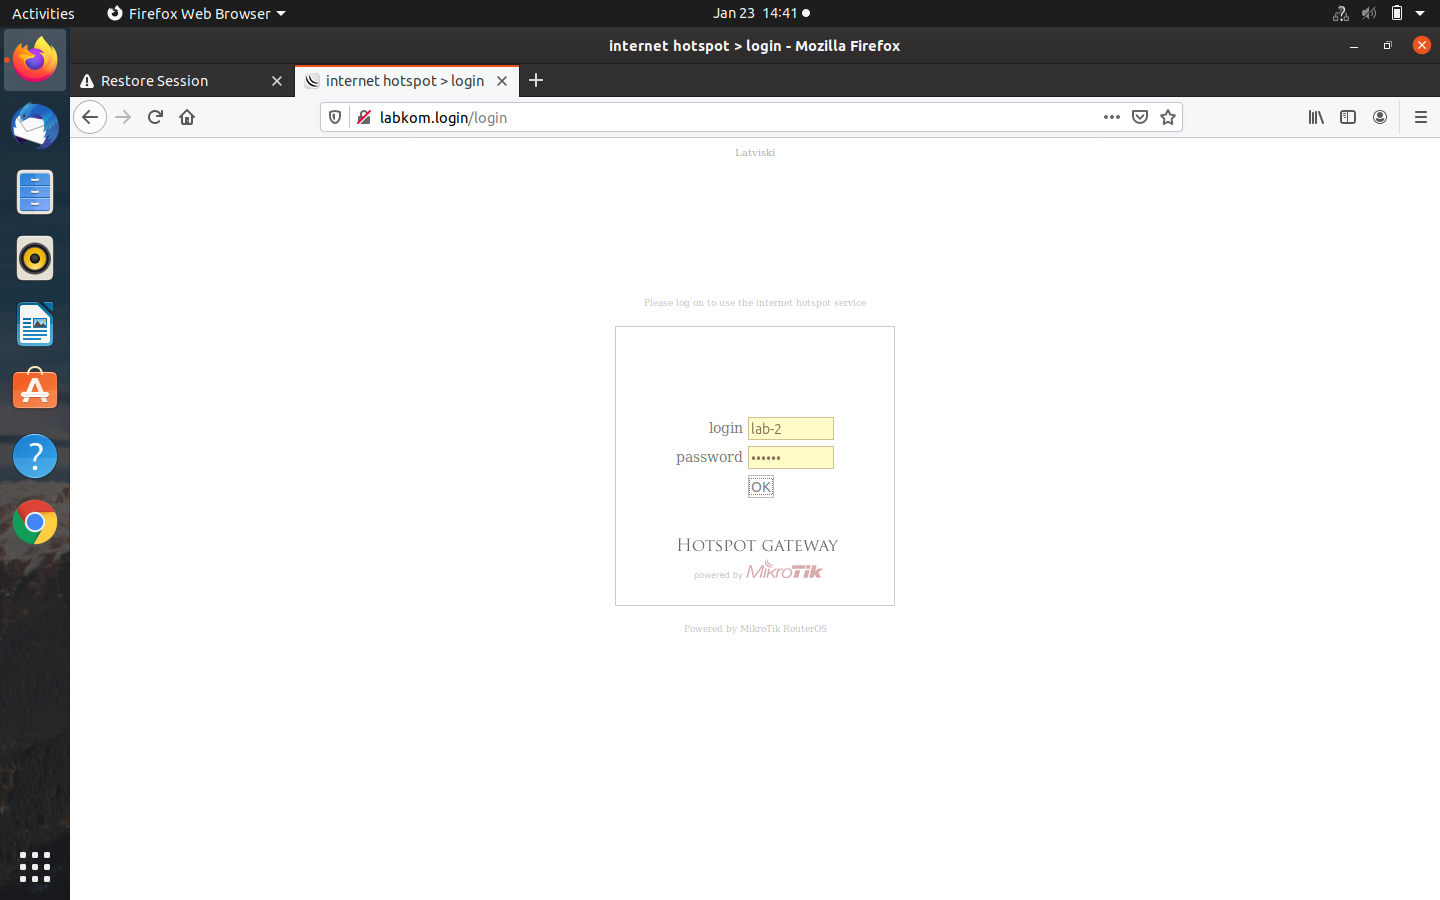 Activities
Firefox Web Browser
Jan 23 14:41
internet hotspot > login - Mozilla Firefox
Restore Session
internet hotspot > login
labkom.login/login
Latviski
Please log on to use the internet hotspot service
login lab-2
password ••••••
OK
HOTSPOT GATEWAY
powered by MikroTik
Powered by MikroTik RouterOS